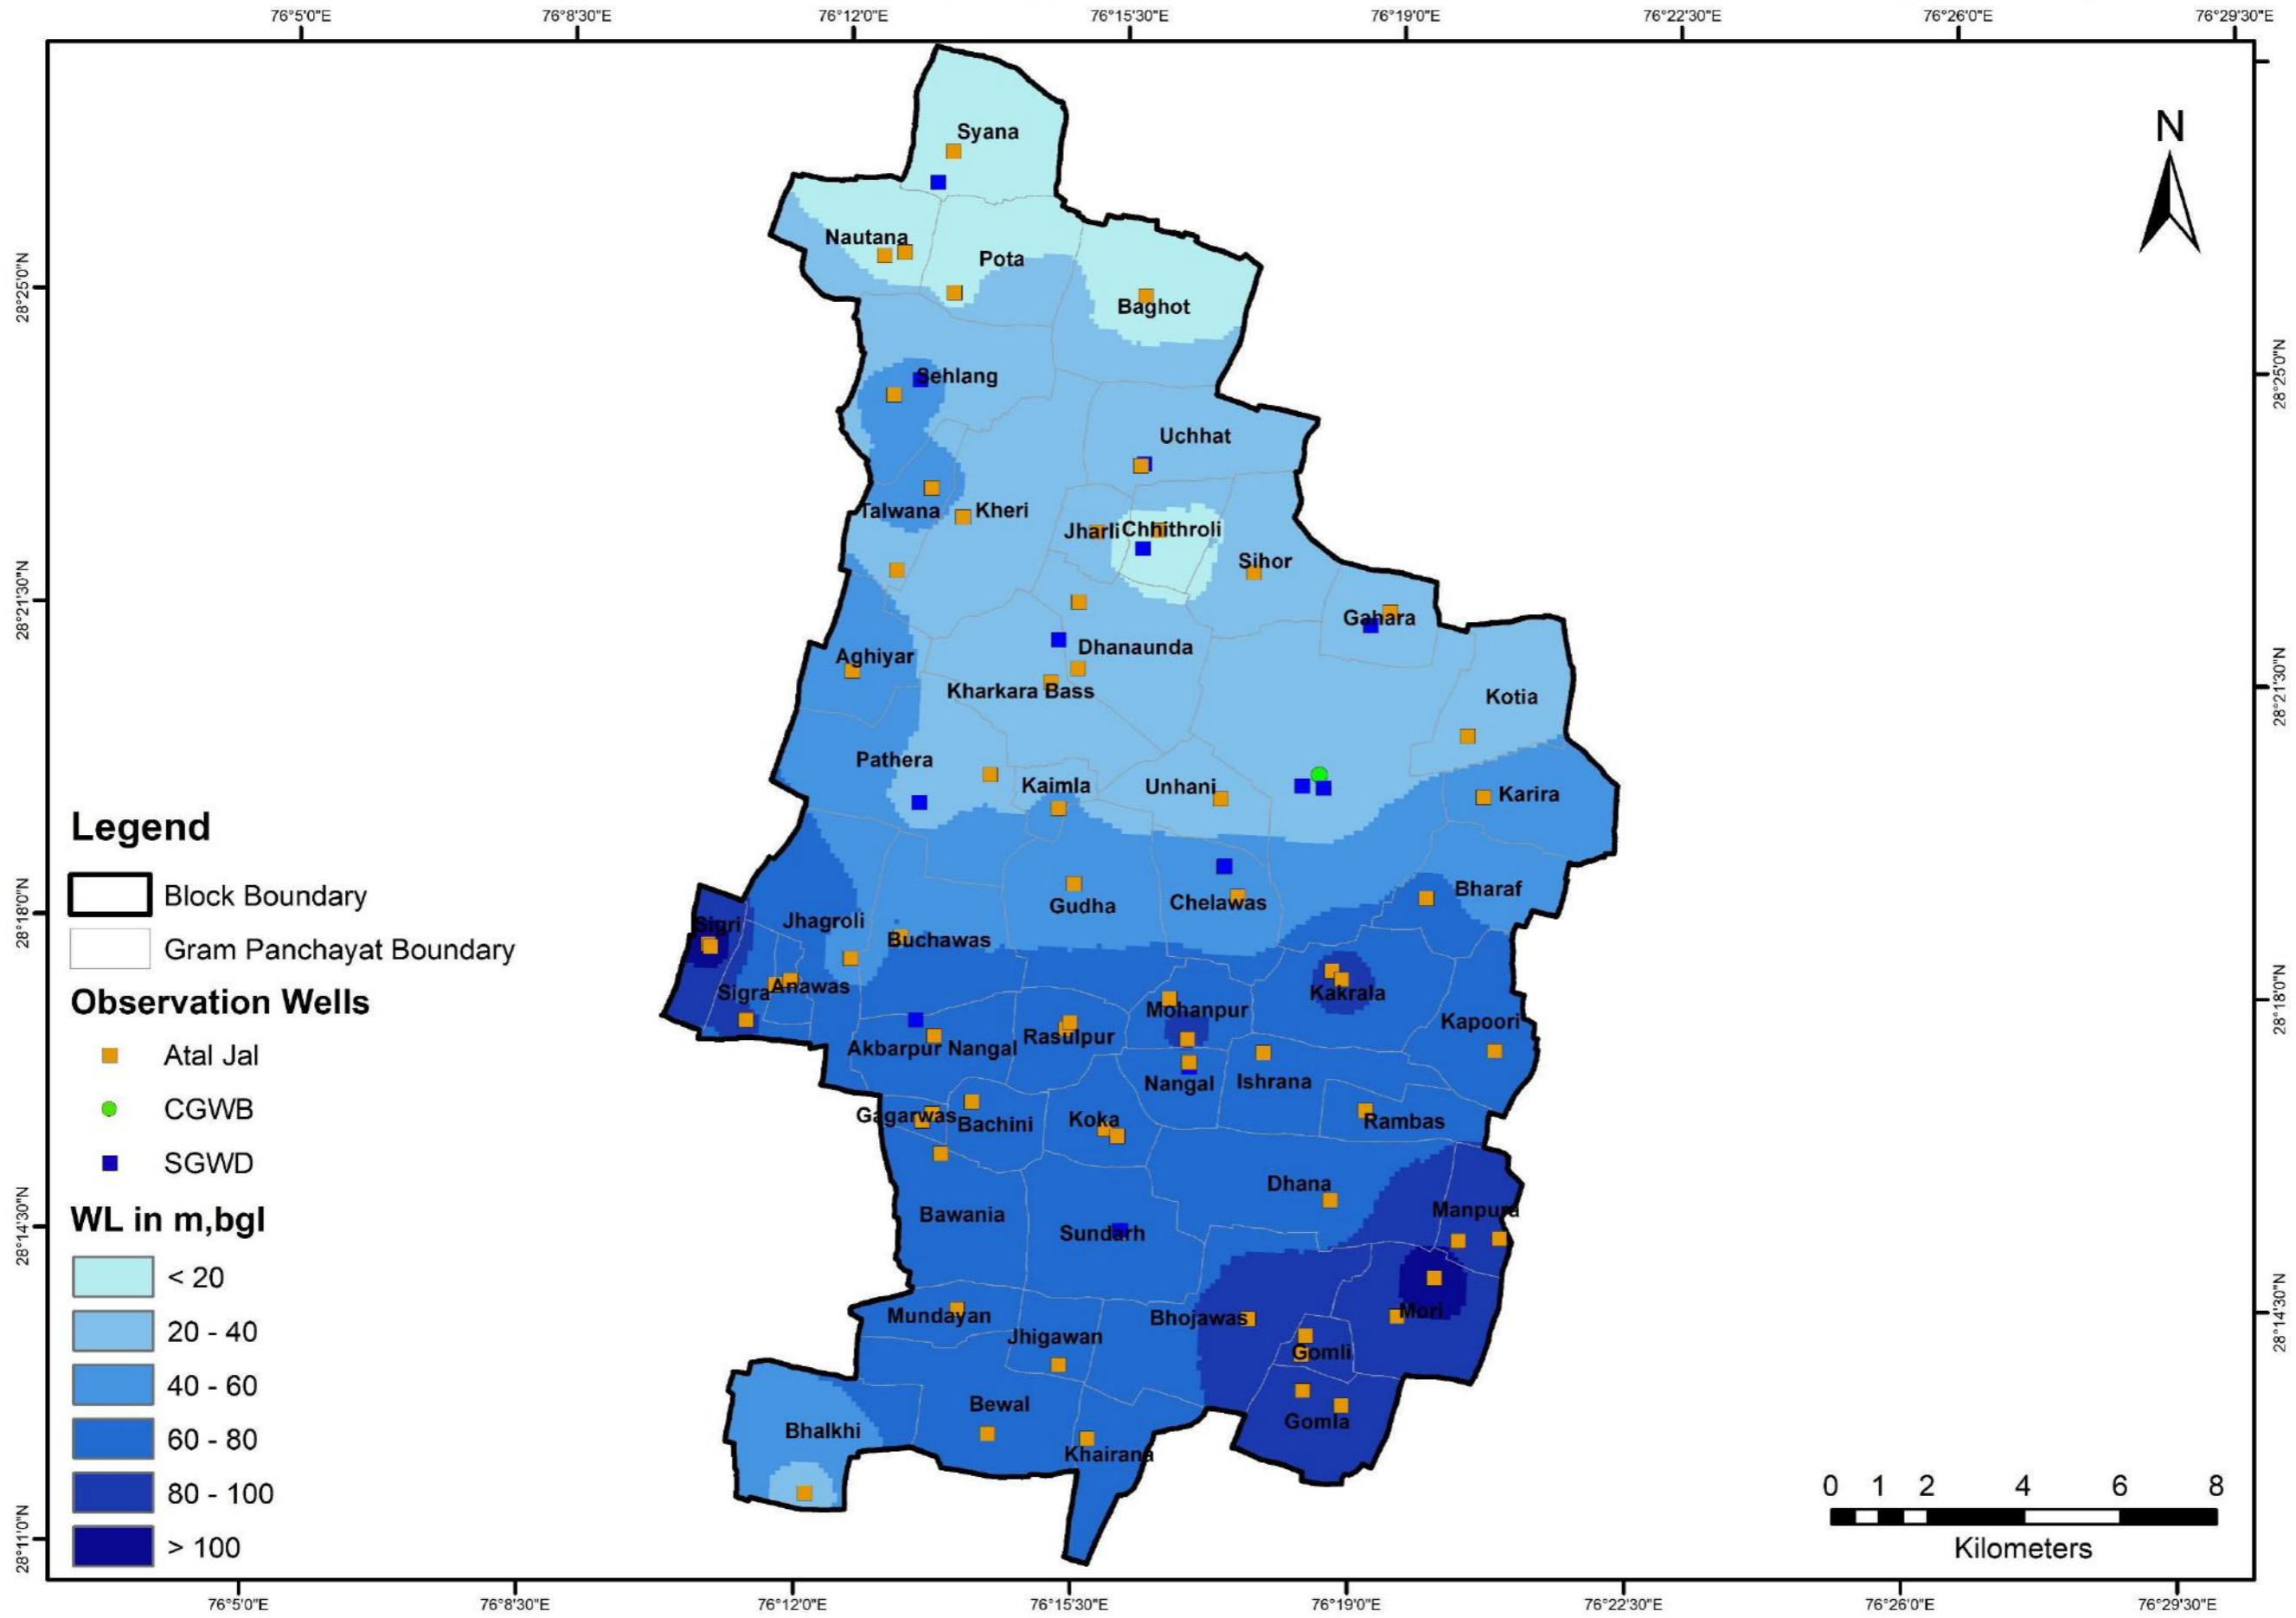 76°5'0"E 76°8'30"E 76°12'0"E 76°15'30"E 76°19'0"E 76°22'30"E 76°26'0"E 76°29'30"E
N
Syana
Nautana
Pota
28°25'0"N
Baghot
28°25'0"N
Sehlang
Uchhat
Talwana
Kheri
Jharli
Chhithroli
Sihor
28°21'30"N
Gahara
Dhanaunda
Aghiyar
28°21'30"N
Kharkara Bass
Kotia
Pathera
Kaimla
Unhani
Karira
Legend
Block Boundary
Gram Panchayat Boundary
Observation Wells
Atal Jal
CGWB
SGWD
WL in m,bgl
< 20
20 - 40
40 - 60
60 - 80
80 - 100
> 100
28°18'0"N
Bharaf
Gudha
Chelawas
Sigri
Jhagroli
Buchawas
Sigra
Anawas
Kakrala
28°18'0"N
Mohanpur
Kapoori
Akbarpur Nangal
Rasulpur
Nangal
Ishrana
Gagarwas
Bachini
Koka
Rambas
Dhana
28°14'30"N
Bawania
Manpura
Sundarh
Mundayan
Bhojawas
Mori
28°14'30"N
Jhigawan
Gomli
Bewal
Gomla
Bhalkhi
Khairana
28°11'0"N
0 1 2 4 6 8
Kilometers
76°5'0"E 76°8'30"E 76°12'0"E 76°15'30"E 76°19'0"E 76°22'30"E 76°26'0"E 76°29'30"E